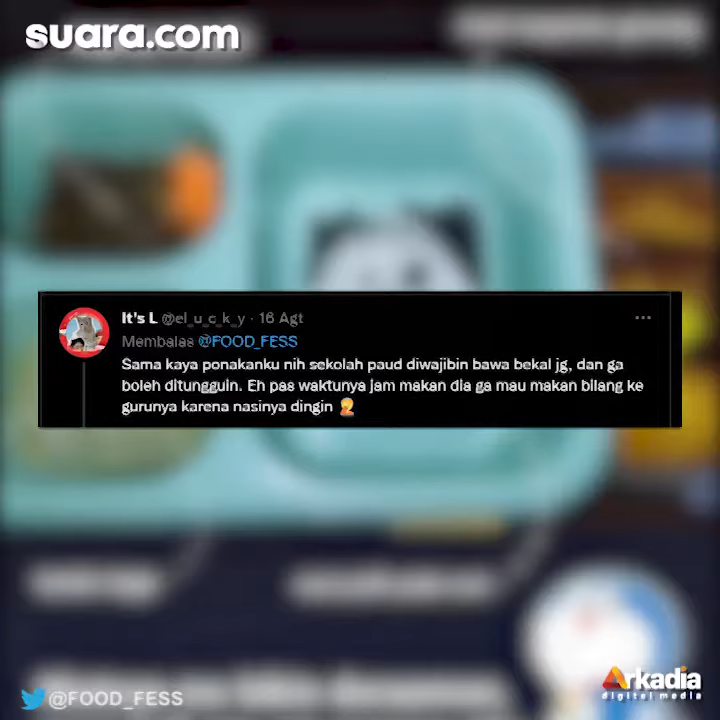 suara.com
It's L @el_u_c_k_y · 16 Agt
Membalas @FOOD_FESS
Sama kaya ponakanku nih sekolah paud diwajibin bawa bekal jg, dan ga
boleh ditungguin. Eh pas waktunya jam makan dia ga mau makan bilang ke
gurunya karena nasinya dingin
@FOOD_FESS
Arkadia
digital media